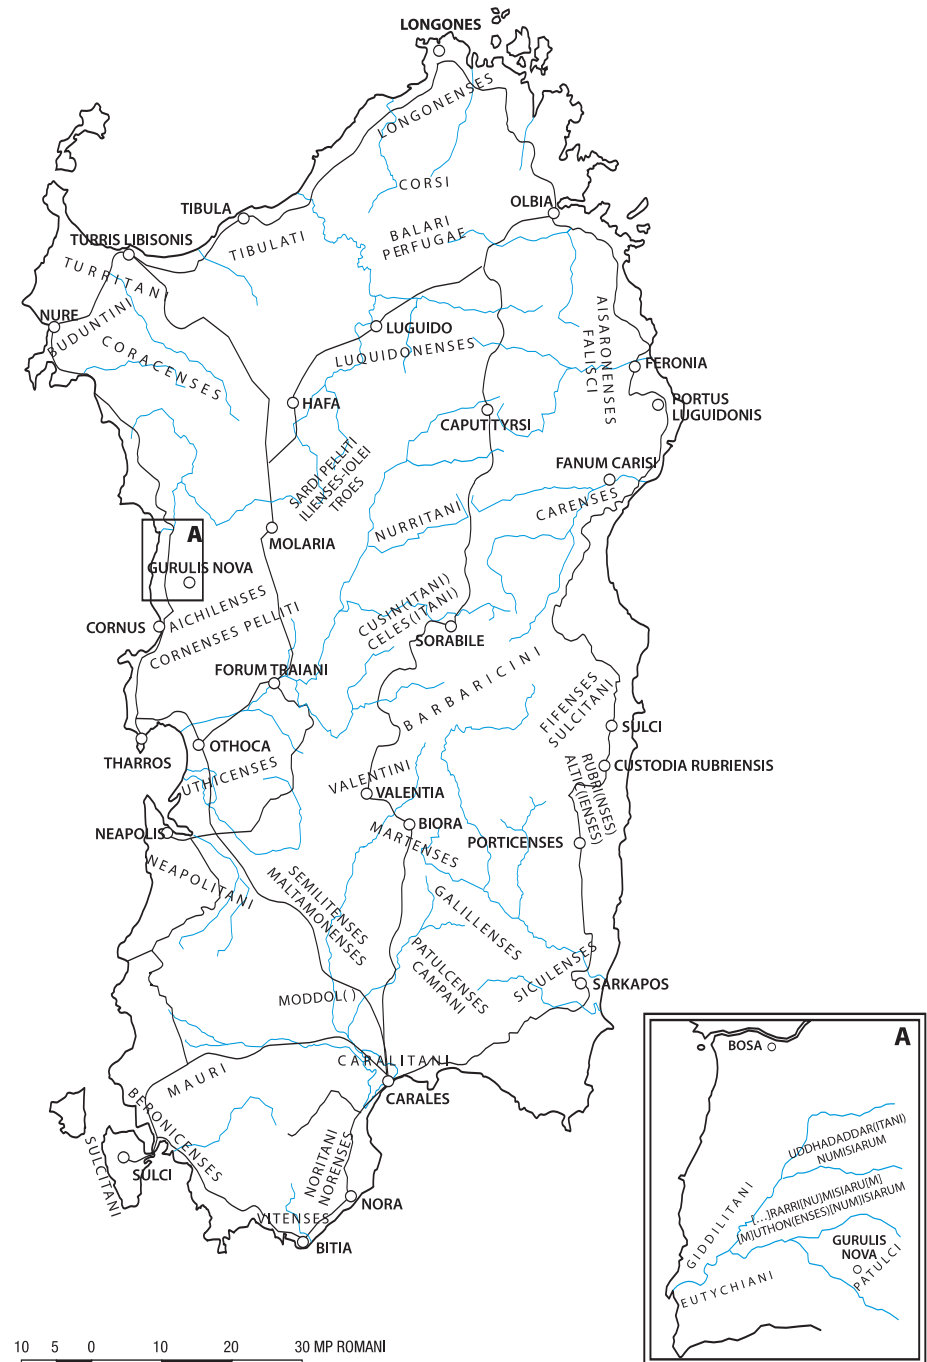 LONGONES
LONGONENSES
CORSI
TIBULA
OLBIA
BALARI
PERFUGAE
TIBULATI
TURRIS LIBISONIS
TURRITANI
NURE
BUDUNTINI
CORACENSES
LUGUIDO
LUQUIDONENSES
AISARONENSES
FALISCI
FERONIA
HAFA
PORTUS
LUGUIDONIS
CAPUT TYRSI
FANUM CARISI
SARDI PELLITI
ILIENSES-IOLEI
TROES
CARENSES
NURRITANI
A
MOLARIA
GURULIS NOVA
AICHILENSES
CORNUS
CORNENSES PELLITI
CUSIN(ITANI)
CELES(ITANI)
SORABILE
FORUM TRAIANI
BARBARICINI
FIFENSES
SULCITANI
SULCI
THARROS
OTHOCA
UTHICENSES
CUSTODIA RUBRIENSIS
RUBRI(NSES)
ALTIC(IENSES)
VALENTINI
VALENTIA
NEAPOLIS
BIORA
MARTENSES
PORTICENSES
NEAPOLITANI
SEMILITENSES
MALTAMONENSES
GALILLENSES
PATULCENSES
CAMPANI
SICULENSES
SARKAPOS
MODDOL( )
CARALITANI
MAURI
CARALES
BERONICENSES
SULCITANI
SULCI
NORITANI
NORENSES
NORA
VITENSES
BITIA
A
BOSA
UDDHADADDAR(ITANI)
NUMISIARUM
GIDDILITANI
[...]RARRI[NU]MISIARU[M]
[M]UTHON(ENSES)[NUM]ISIARUM
GURULIS
NOVA
PATULCI
EUTYCHIANI
10 5 0 10 20 30 MP ROMANI